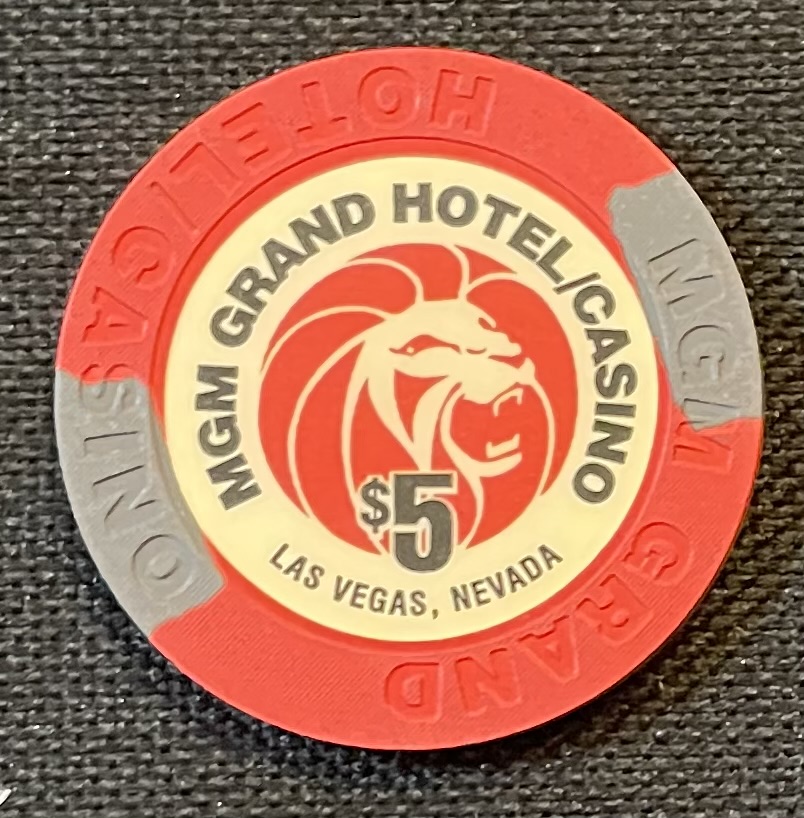 MGM GRAND HOTEL/CASINO
$5
LAS VEGAS, NEVADA
MGM GRAND
HOTEL/CASINO